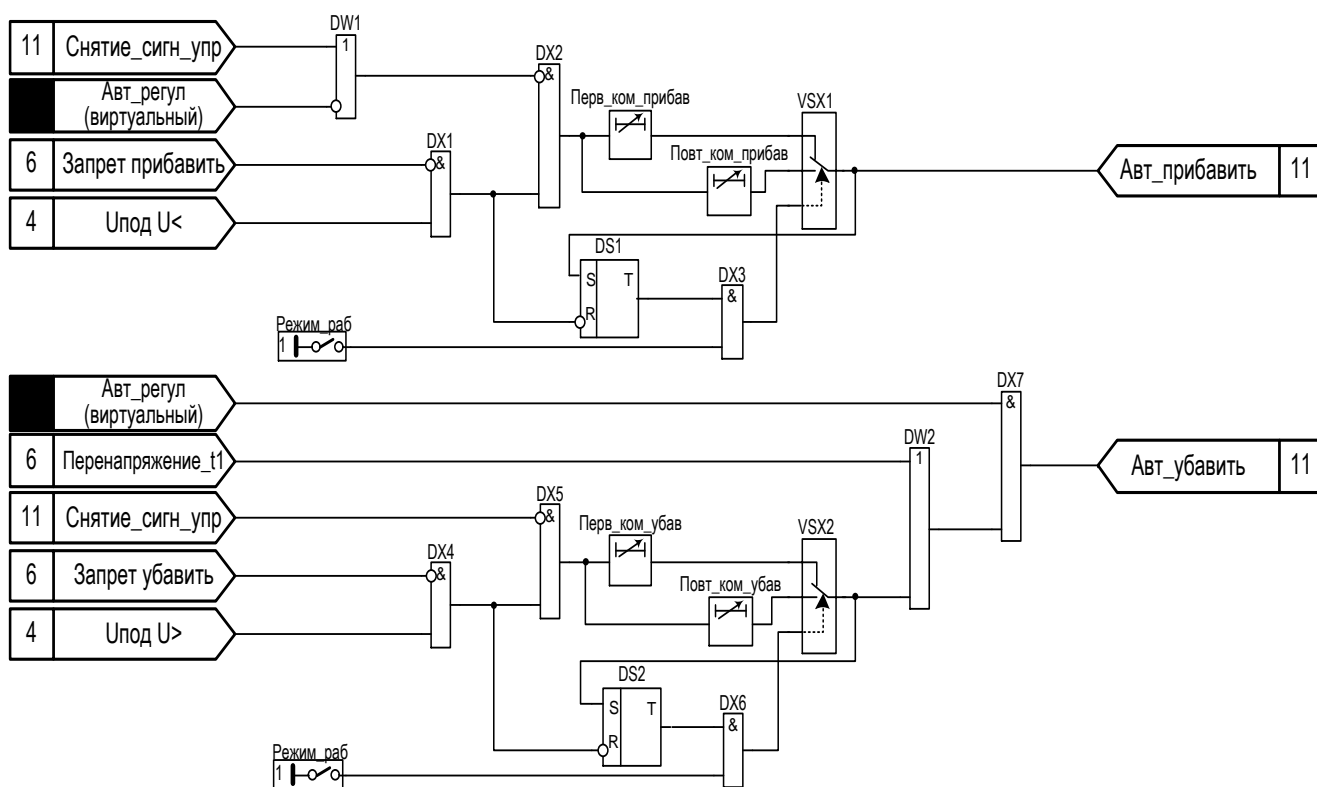 DW1
11 Снятие_сигн_упр
1
DX2
&
Авт_регул
(виртуальный)
Перв_ком_прибав
VSX1
DX1
6 Запрет прибавить
&
Повт_ком_прибав
Авт_прибавить 11
4 Uпод U<
DS1
S T
R
DX3
&
Режим_раб
1
Авт_регул
(виртуальный)
DX7
&
DW2
6 Перенапряжение_t1
1
Авт_убавить 11
DX5
11 Снятие_сигн_упр
&
Перв_ком_убав
VSX2
DX4
6 Запрет убавить
&
Повт_ком_убав
4 Uпод U>
DS2
S T
R
DX6
&
Режим_раб
1